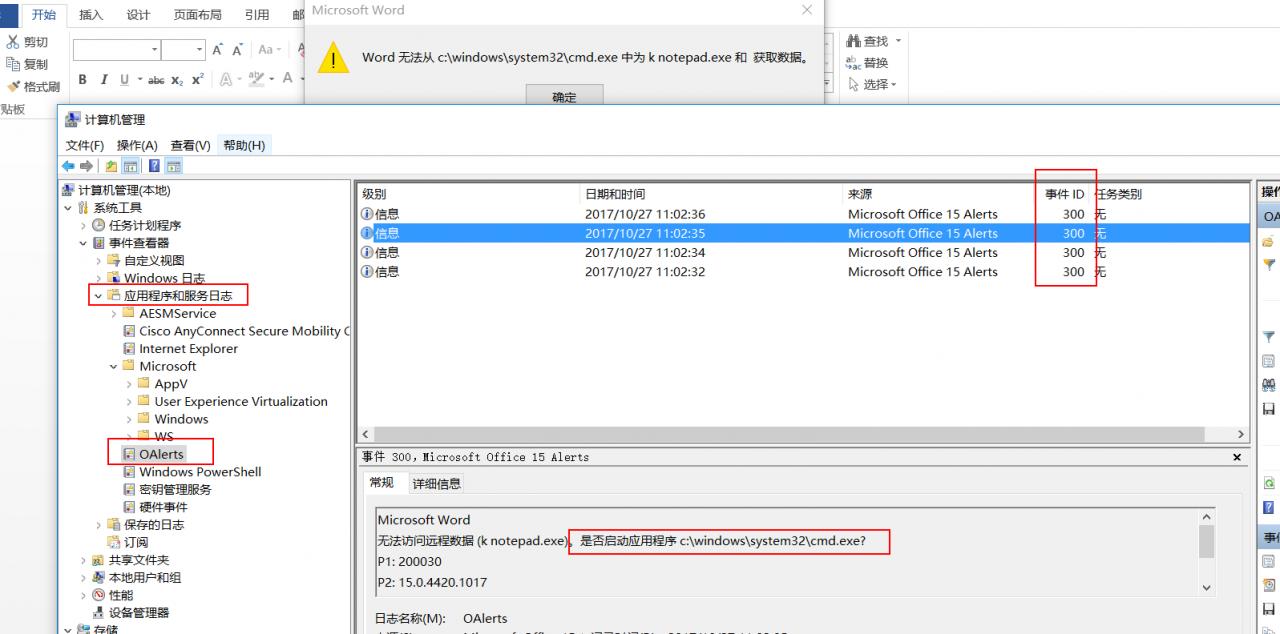 开始 插入 设计 页面布局 引用 邮
Microsoft Word
剪切
复制
格式刷
贴板
Aa
B I U abc X₂ X² A A
Word 无法从 c:\windows\system32\cmd.exe 中为 k notepad.exe 和 获取数据。
确定
查找
替换
选择
计算机管理
文件(F) 操作(A) 查看(V) 帮助(H)
计算机管理(本地)
系统工具
任务计划程序
事件查看器
自定义视图
Windows 日志
应用程序和服务日志
AESMService
Cisco AnyConnect Secure Mobility C
Internet Explorer
Microsoft
AppV
User Experience Virtualization
Windows
WS
OAlerts
Windows PowerShell
密钥管理服务
硬件事件
保存的日志
订阅
共享文件夹
本地用户和组
性能
设备管理器
存储
级别 日期和时间 来源 事件 ID 任务类别
信息 2017/10/27 11:02:36 Microsoft Office 15 Alerts 300 无
信息 2017/10/27 11:02:35 Microsoft Office 15 Alerts 300 无
信息 2017/10/27 11:02:34 Microsoft Office 15 Alerts 300 无
信息 2017/10/27 11:02:32 Microsoft Office 15 Alerts 300 无
事件 300，Microsoft Office 15 Alerts
常规 详细信息
Microsoft Word
无法访问远程数据 (k notepad.exe)。是否启动应用程序 c:\windows\system32\cmd.exe?
P1: 200030
P2: 15.0.4420.1017
日志名称(M): OAlerts
操作
OA
事件